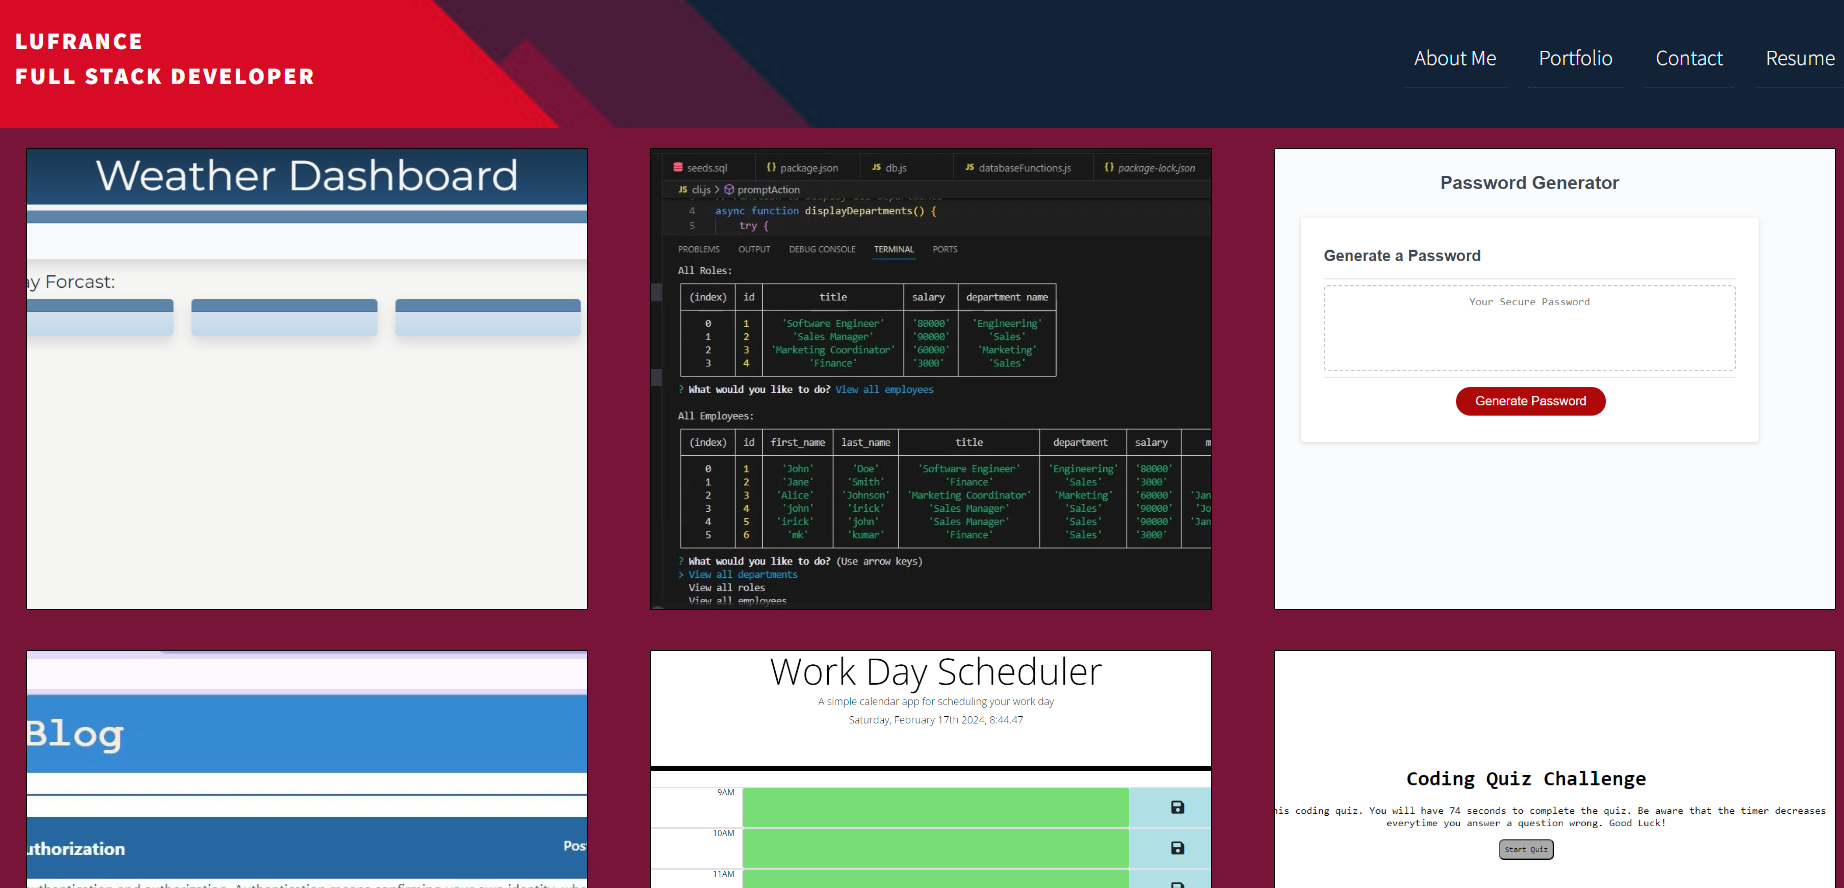 LUFRANCE
FULL STACK DEVELOPER
About Me Portfolio Contact Resume
Weather Dashboard
ay Forcast:
seeds.sql {} package.json JS db.js JS databaseFunctions.js {} package-lock.json
JS cli.js > promptAction
4 async function displayDepartments() {
5 try {
PROBLEMS OUTPUT DEBUG CONSOLE TERMINAL PORTS
All Roles:
(index) id title salary department name
0 1 'Software Engineer' '80000' 'Engineering'
1 2 'Sales Manager' '90000' 'Sales'
2 3 'Marketing Coordinator' '60000' 'Marketing'
3 4 'Finance' '3000' 'Sales'
? What would you like to do? View all employees
All Employees:
(index) id first_name last_name title department salary m
0 1 'John' 'Doe' 'Software Engineer' 'Engineering' '80000'
1 2 'Jane' 'Smith' 'Finance' 'Sales' '3000'
2 3 'Alice' 'Johnson' 'Marketing Coordinator' 'Marketing' '60000' 'Jan
3 4 'john' 'irick' 'Sales Manager' 'Sales' '90000' 'Jo
4 5 'irick' 'john' 'Sales Manager' 'Sales' '90000' 'Jan
5 6 'mk' 'kumar' 'Finance' 'Sales' '3000'
? What would you like to do? (Use arrow keys)
> View all departments
View all roles
View all employees
Password Generator
Generate a Password
Your Secure Password
Generate Password
Blog
uthorization Pos
Work Day Scheduler
A simple calendar app for scheduling your work day
Saturday, February 17th 2024, 8:44:47
9AM
10AM
11AM
Coding Quiz Challenge
his coding quiz. You will have 74 seconds to complete the quiz. Be aware that the timer decreases
everytime you answer a question wrong. Good Luck!
Start Quiz